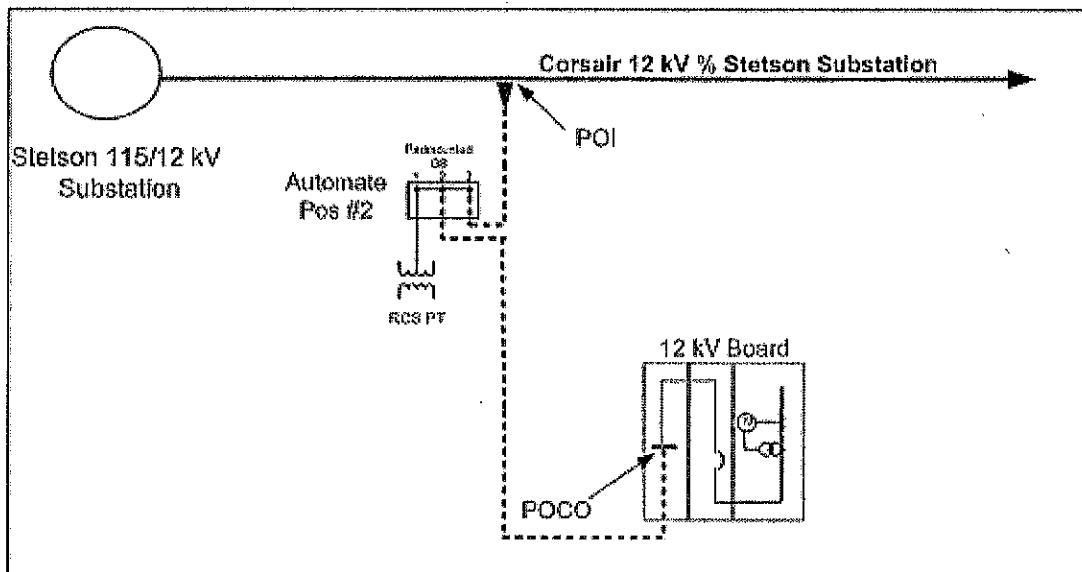 Corsair 12 kV % Stetson Substation
POI
Stetson 115/12 kV
Substation
Padmounted
Automate
Pos #2
RCS PT
12 kV Board
POCO